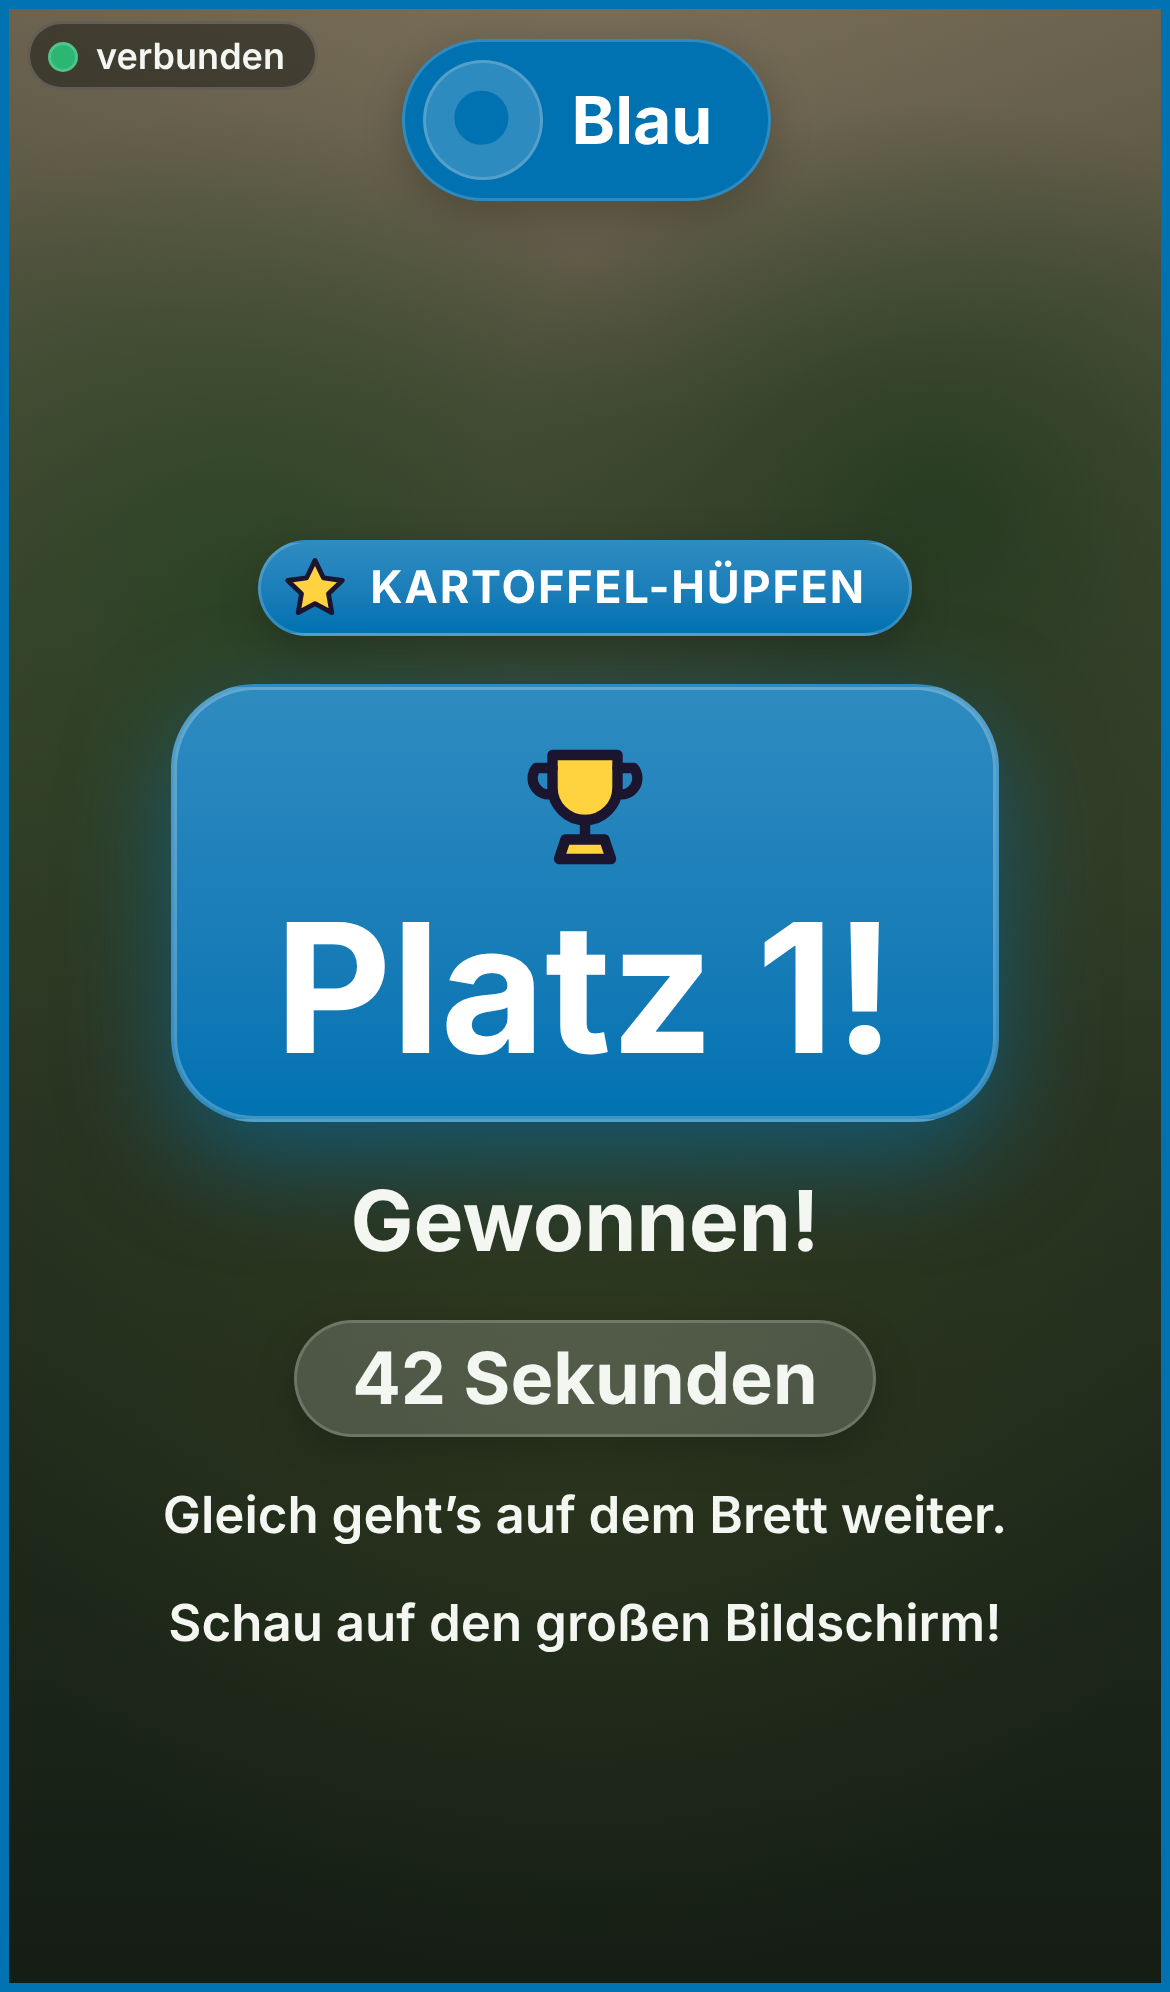 verbunden
Blau
KARTOFFEL-HÜPFEN
Platz 1!
Gewonnen!
42 Sekunden
Gleich geht’s auf dem Brett weiter.
Schau auf den großen Bildschirm!